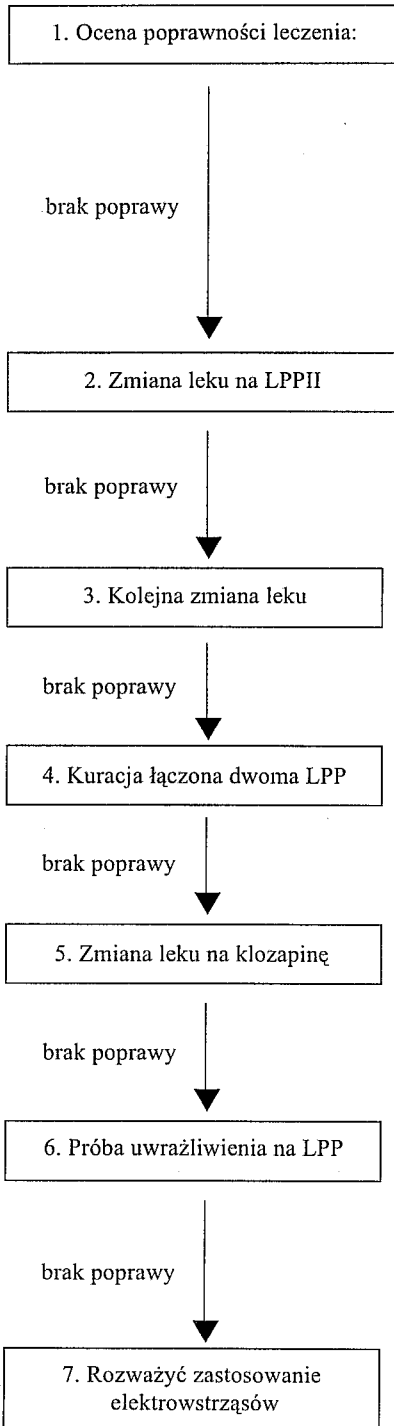 1. Ocena poprawności leczenia:
brak poprawy
2. Zmiana leku na LPPII
brak poprawy
3. Kolejna zmiana leku
brak poprawy
4. Kuracja łączona dwoma LPP
brak poprawy
5. Zmiana leku na klozapinę
brak poprawy
6. Próba uwrażliwienia na LPP
brak poprawy
7. Rozważyć zastosowanie
elektrowstrząsów